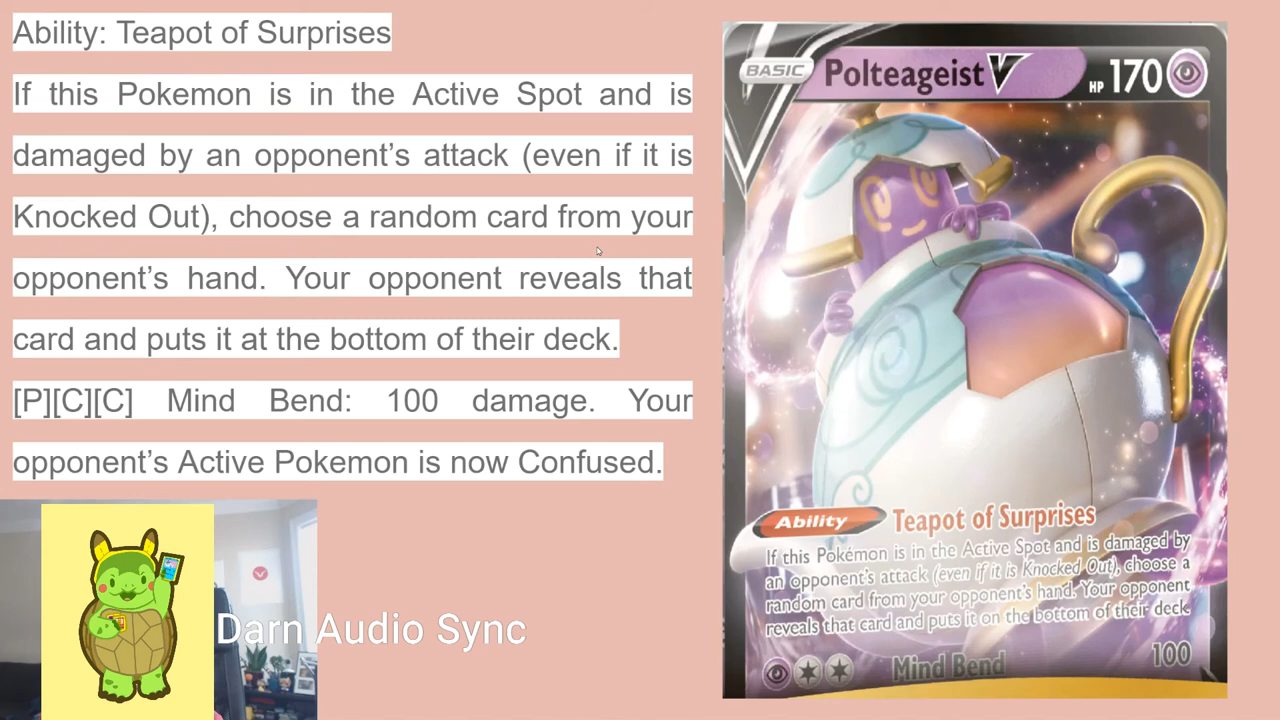 Ability: Teapot of Surprises
If this Pokemon is in the Active Spot and is
damaged by an opponent’s attack (even if it is
Knocked Out), choose a random card from your
opponent’s hand. Your opponent reveals that
card and puts it at the bottom of their deck.
[P][C][C] Mind Bend: 100 damage. Your
opponent’s Active Pokemon is now Confused.
Darn Audio Sync
BASIC Polteageist V HP 170
Ability Teapot of Surprises
If this Pokémon is in the Active Spot and is damaged by
an opponent's attack (even if it is Knocked Out), choose a
random card from your opponent's hand. Your opponent
reveals that card and puts it on the bottom of their deck.
Mind Bend 100